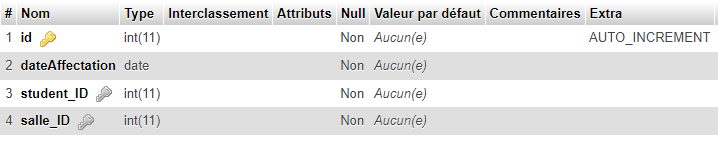 # Nom Type Interclassement Attributs Null Valeur par défaut Commentaires Extra
1 id int(11) Non Aucun(e) AUTO_INCREMENT
2 dateAffectation date Non Aucun(e)
3 student_ID int(11) Non Aucun(e)
4 salle_ID int(11) Non Aucun(e)